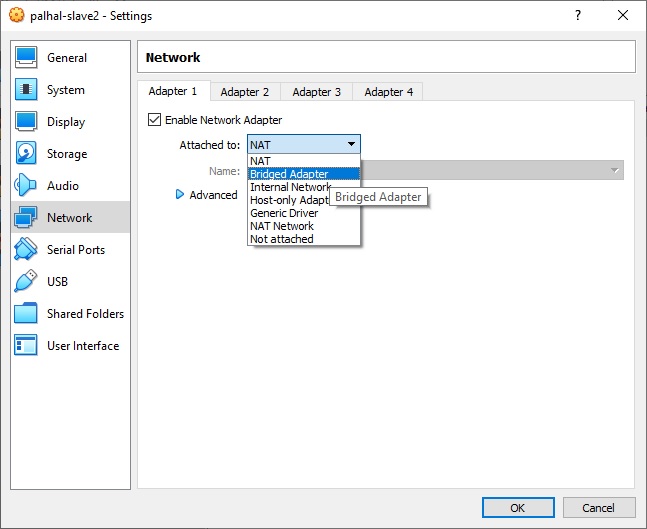 palhal-slave2 - Settings
?
General
System
Display
Storage
Audio
Network
Serial Ports
USB
Shared Folders
User Interface
Network
Adapter 1 Adapter 2 Adapter 3 Adapter 4
Enable Network Adapter
Attached to: NAT
NAT
Name:
Bridged Adapter
Internal Network
Advanced
Host-only Adapt
Bridged Adapter
Generic Driver
NAT Network
Not attached
OK Cancel